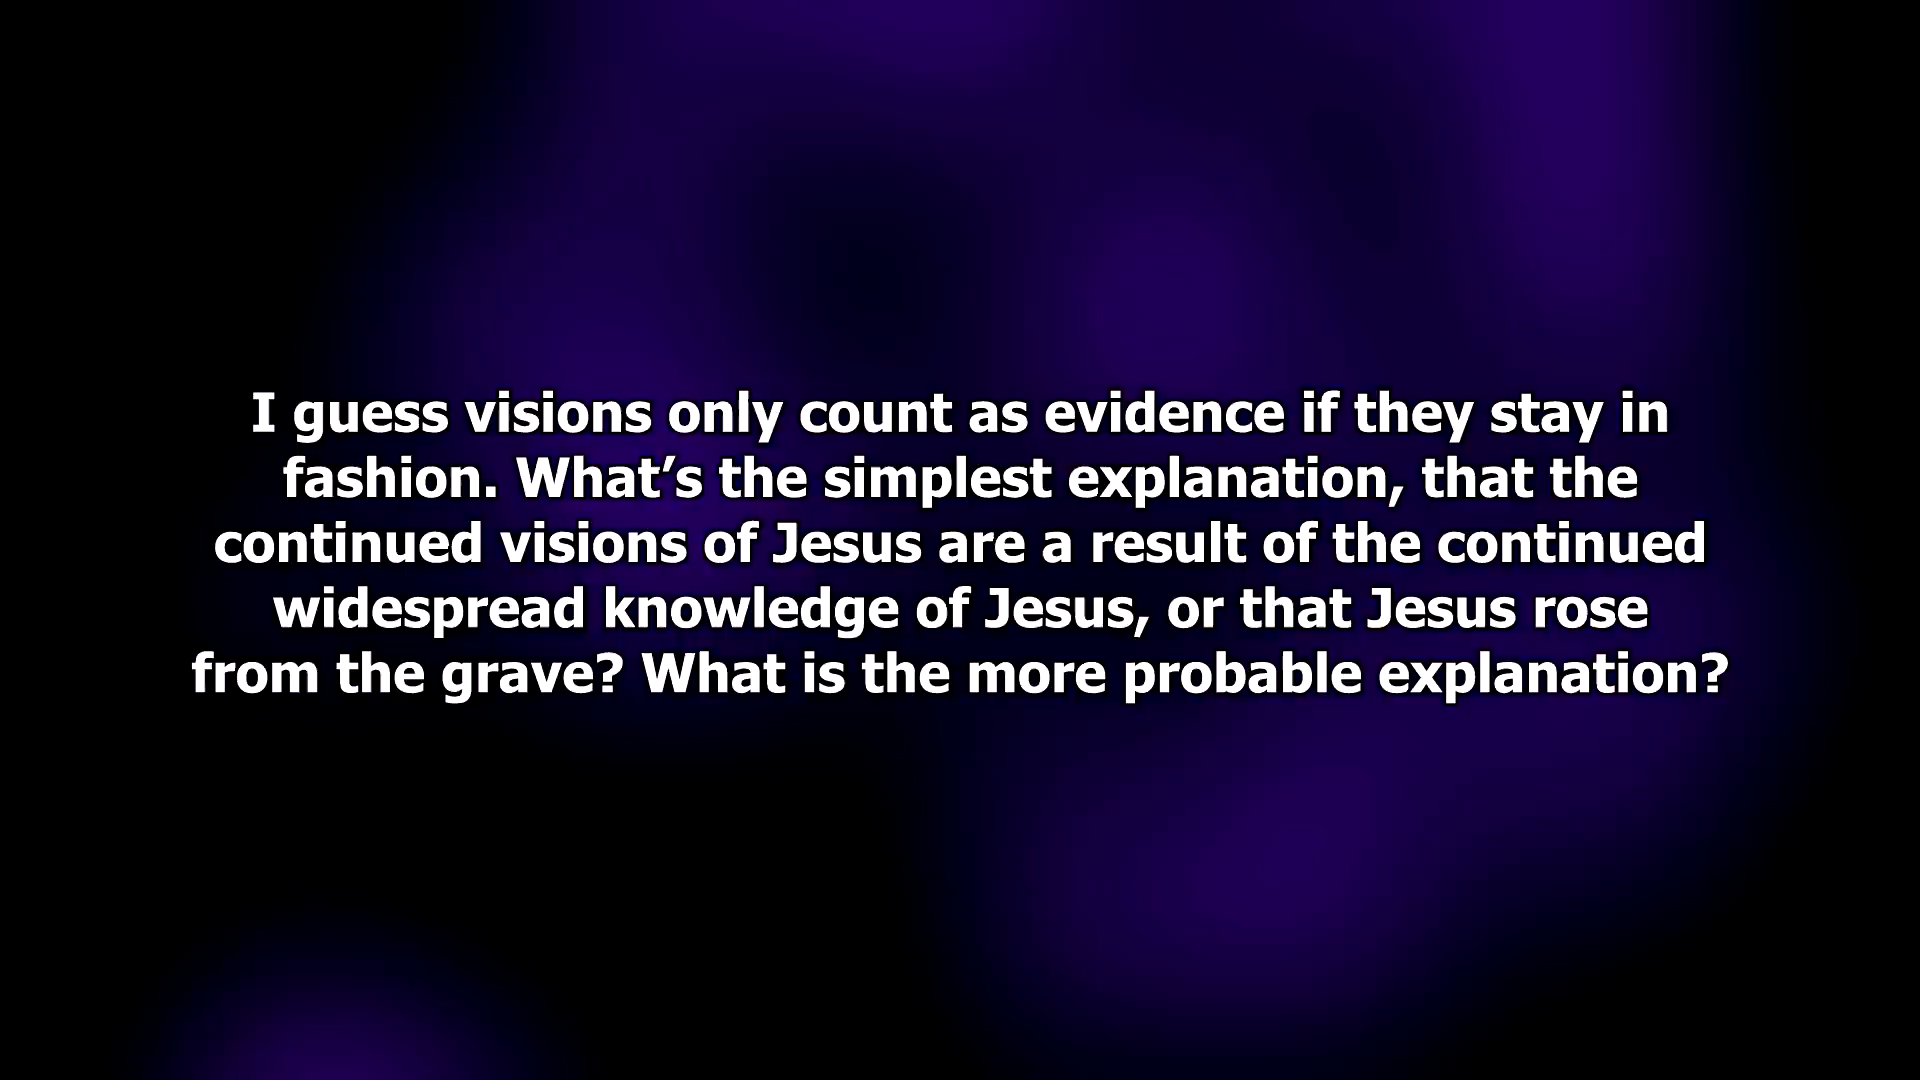 I guess visions only count as evidence if they stay in
fashion. What’s the simplest explanation, that the
continued visions of Jesus are a result of the continued
widespread knowledge of Jesus, or that Jesus rose
from the grave? What is the more probable explanation?